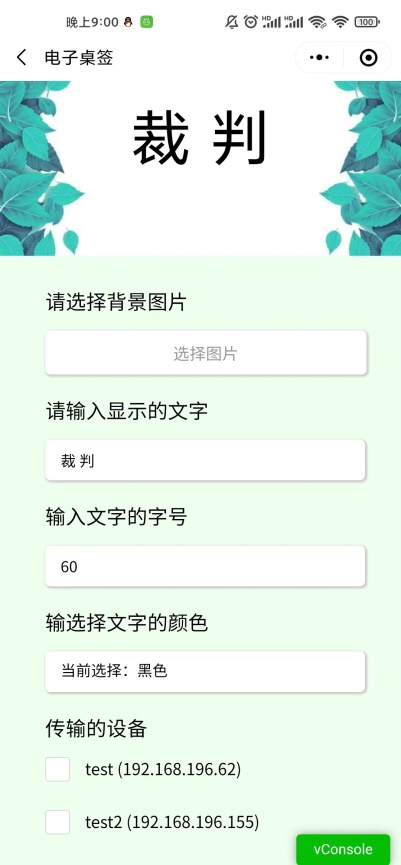 晚上9:00
HD
HD
100
电子桌签
裁 判
请选择背景图片
选择图片
请输入显示的文字
裁 判
输入文字的字号
60
输选择文字的颜色
当前选择：黑色
传输的设备
test (192.168.196.62)
test2 (192.168.196.155)
vConsole